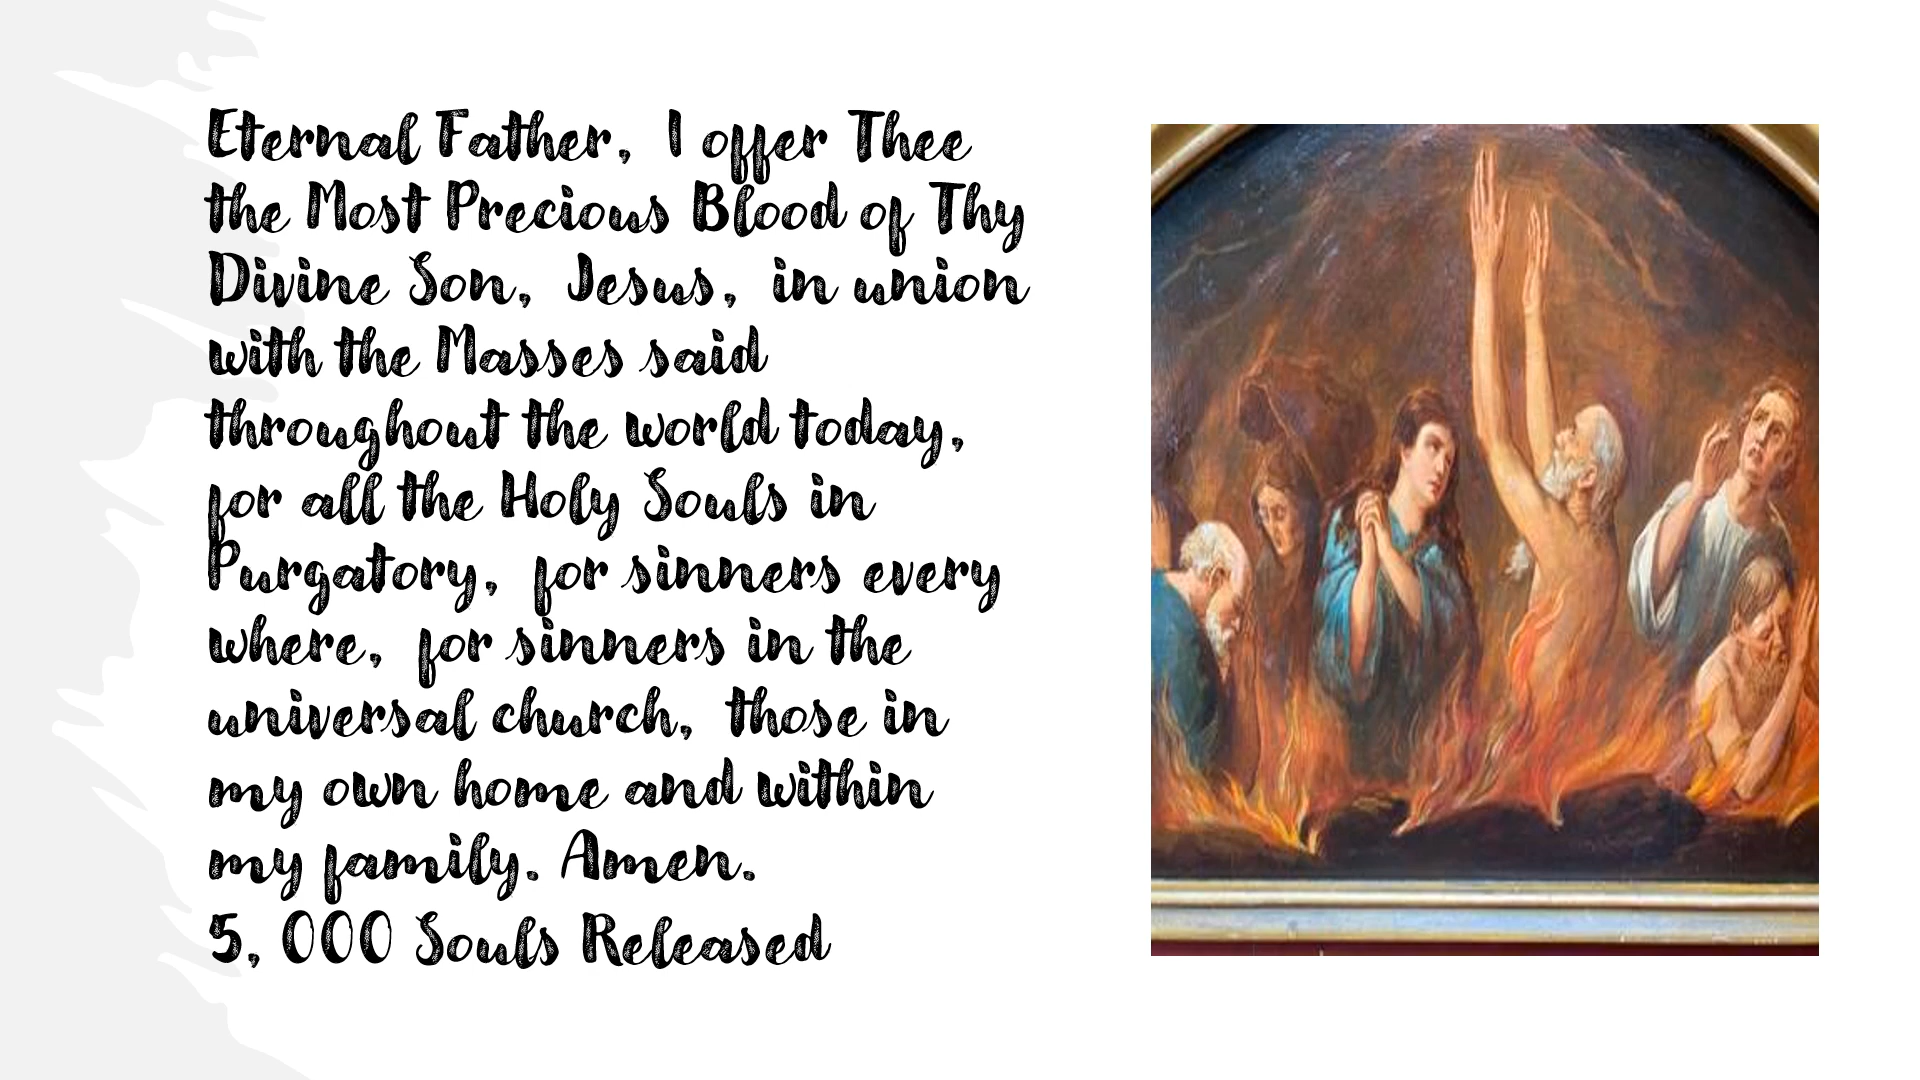 Eternal Father, I offer Thee
the Most Precious Blood of Thy
Divine Son, Jesus, in union
with the Masses said
throughout the world today,
for all the Holy Souls in
Purgatory, for sinners every
where, for sinners in the
universal church, those in
my own home and within
my family. Amen.
5, 000 Souls Released